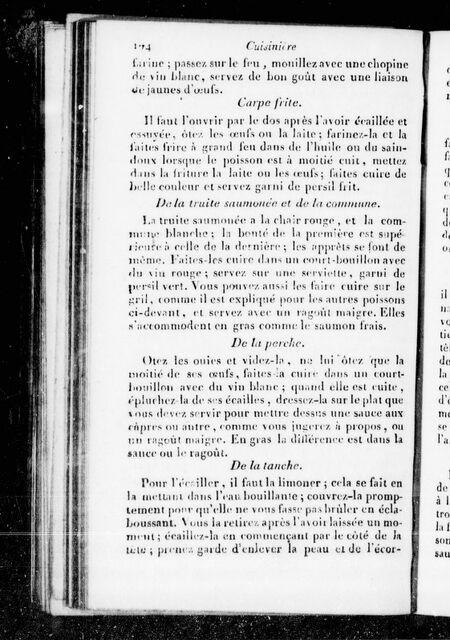 174 Cuisinière
farine ; passez sur le feu, mouillez avec une chopine
de vin blanc, servez de bon goût avec une liaison
de jaunes d'œufs.
Carpe frite.
Il faut l'ouvrir par le dos après l'avoir écaillée et
essuyée, ôtez les œufs ou la laite ; farinez-la et la
faites frire à grand feu dans de l'huile ou du sain-
doux lorsque le poisson est à moitié cuit, mettez
dans la friture la laite ou les œufs ; faites cuire de
belle couleur et servez garni de persil frit.
De la truite saumonée et de la commune.
La truite saumonée a la chair rouge, et la com-
mune blanche ; la bonté de la première est supé-
rieure à celle de la dernière ; les apprêts se font de
même. Faites-les cuire dans un court-bouillon avec
du vin rouge ; servez sur une serviette, garni de
persil vert. Vous pouvez aussi les faire cuire sur le
gril, comme il est expliqué pour les autres poissons
ci-devant, et servez avec un ragoût maigre. Elles
s'accommodent en gras comme le saumon frais.
De la perche.
Otez les ouies et videz-la, ne lui ôtez que la
moitié de ses œufs, faites-la cuire dans un court-
bouillon avec du vin blanc ; quand elle est cuite,
épluchez-la de ses écailles, dressez-la sur le plat que
vous devez servir pour mettre dessus une sauce aux
câpres ou autre, comme vous jugerez à propos, ou
un ragoût maigre. En gras la différence est dans la
sauce ou le ragoût.
De la tanche.
Pour l'écailler, il faut la limoner ; cela se fait en
la mettant dans l'eau bouillante ; couvrez-la promp-
tement pour qu'elle ne vous fasse pas brûler en écla-
boussant. Vous la retirez après l'avoir laissée un mo-
ment ; écaillez-la en commençant par le côté de la
tête ; prenez garde d'enlever la peau et de l'écor-